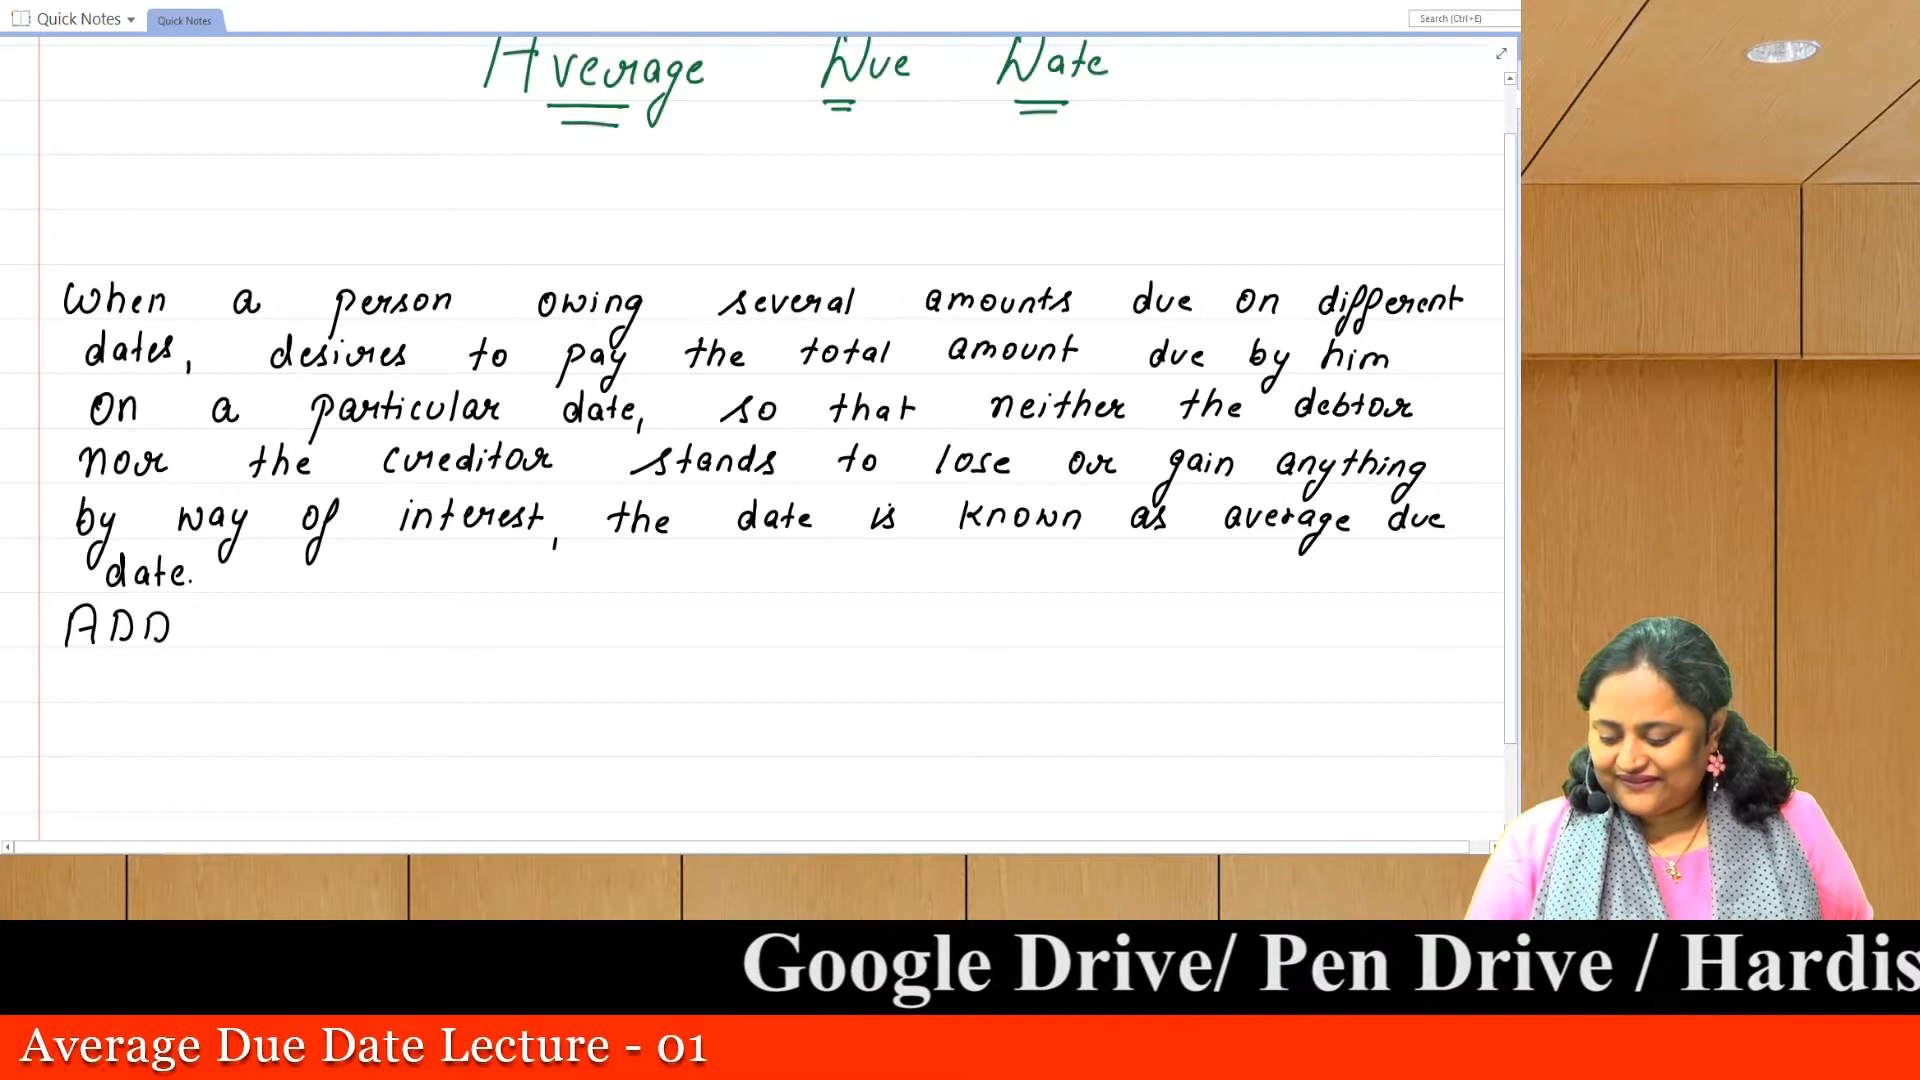 Quick Notes
Quick Notes
Search (Ctrl+E)
Average Due Date
When a person owing several amounts due on different
dates, desires to pay the total amount due by him
On a particular date, so that neither the debtor
nor the creditor stands to lose or gain anything
by way of interest, the date is known as average due
date.
ADD
Google Drive/ Pen Drive / Hardis
Average Due Date Lecture - 01